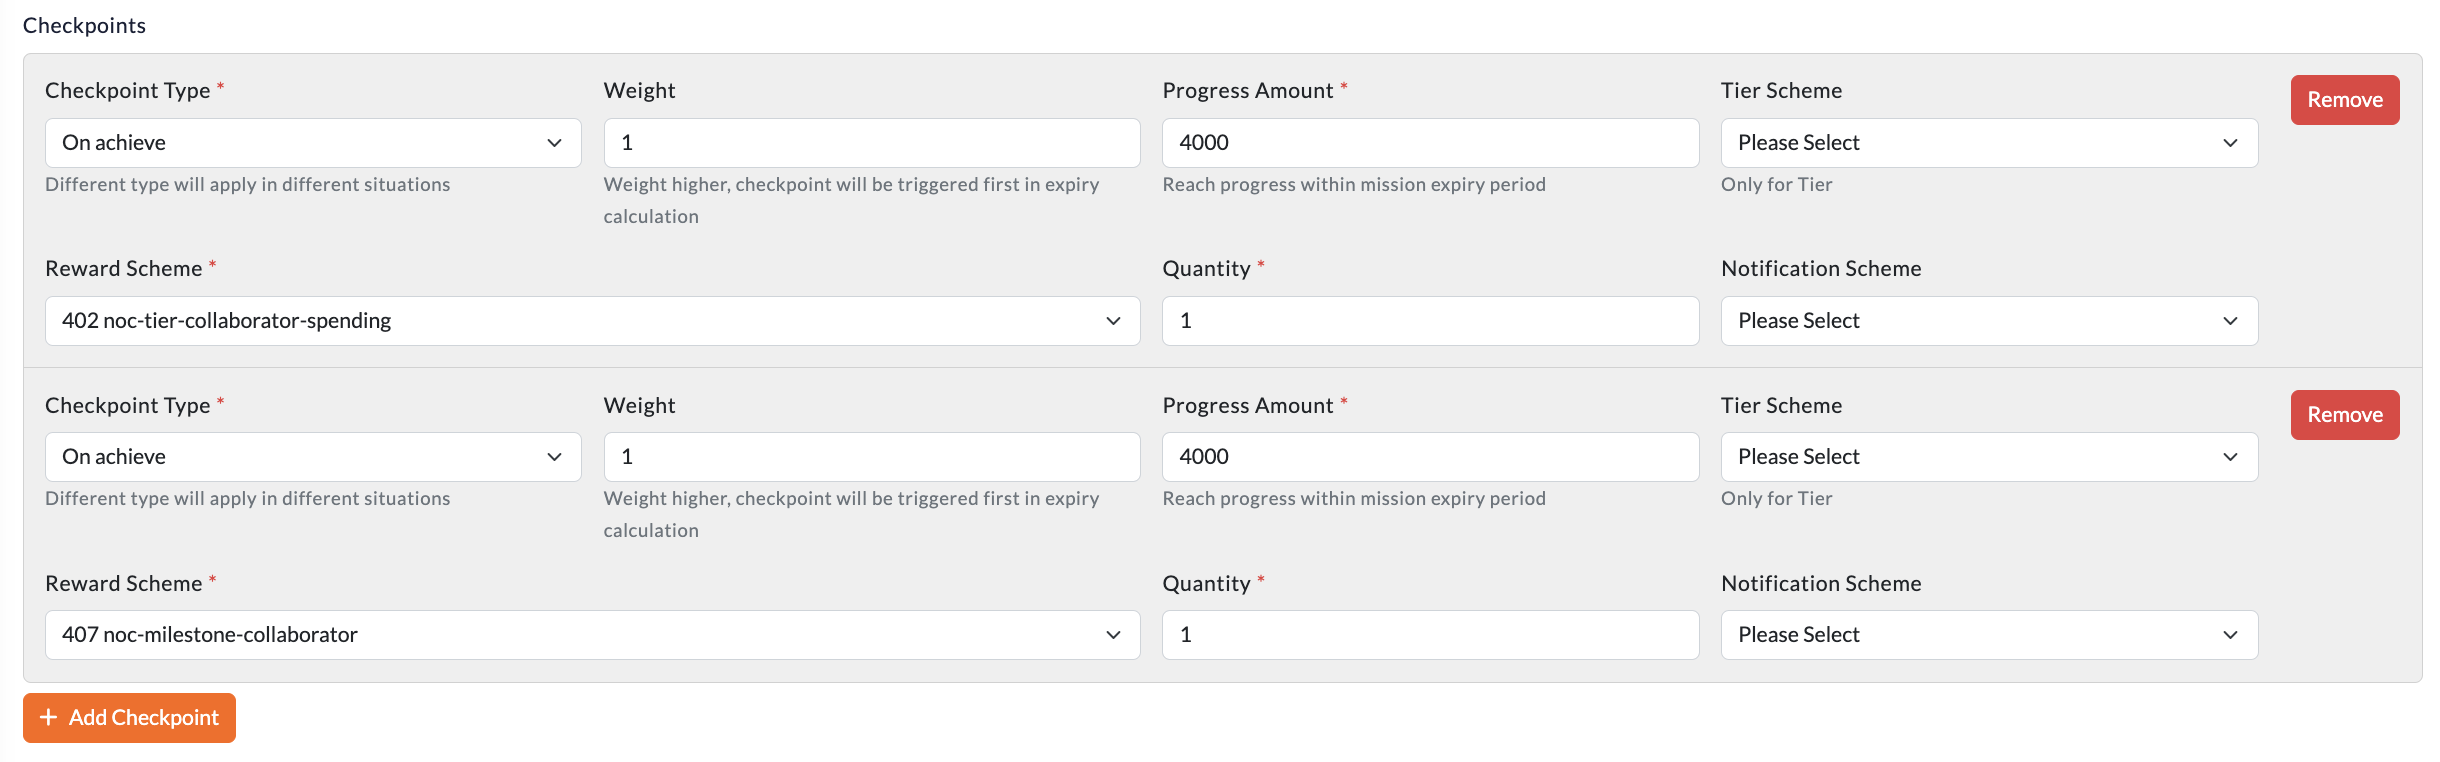 Checkpoints
Checkpoint Type *
Weight
Progress Amount *
Tier Scheme
Remove
On achieve
1
4000
Please Select
Different type will apply in different situations
Weight higher, checkpoint will be triggered first in expiry
calculation
Reach progress within mission expiry period
Only for Tier
Reward Scheme *
Quantity *
Notification Scheme
402 noc-tier-collaborator-spending
1
Please Select
Checkpoint Type *
Weight
Progress Amount *
Tier Scheme
Remove
On achieve
1
4000
Please Select
Different type will apply in different situations
Weight higher, checkpoint will be triggered first in expiry
calculation
Reach progress within mission expiry period
Only for Tier
Reward Scheme *
Quantity *
Notification Scheme
407 noc-milestone-collaborator
1
Please Select
+ Add Checkpoint